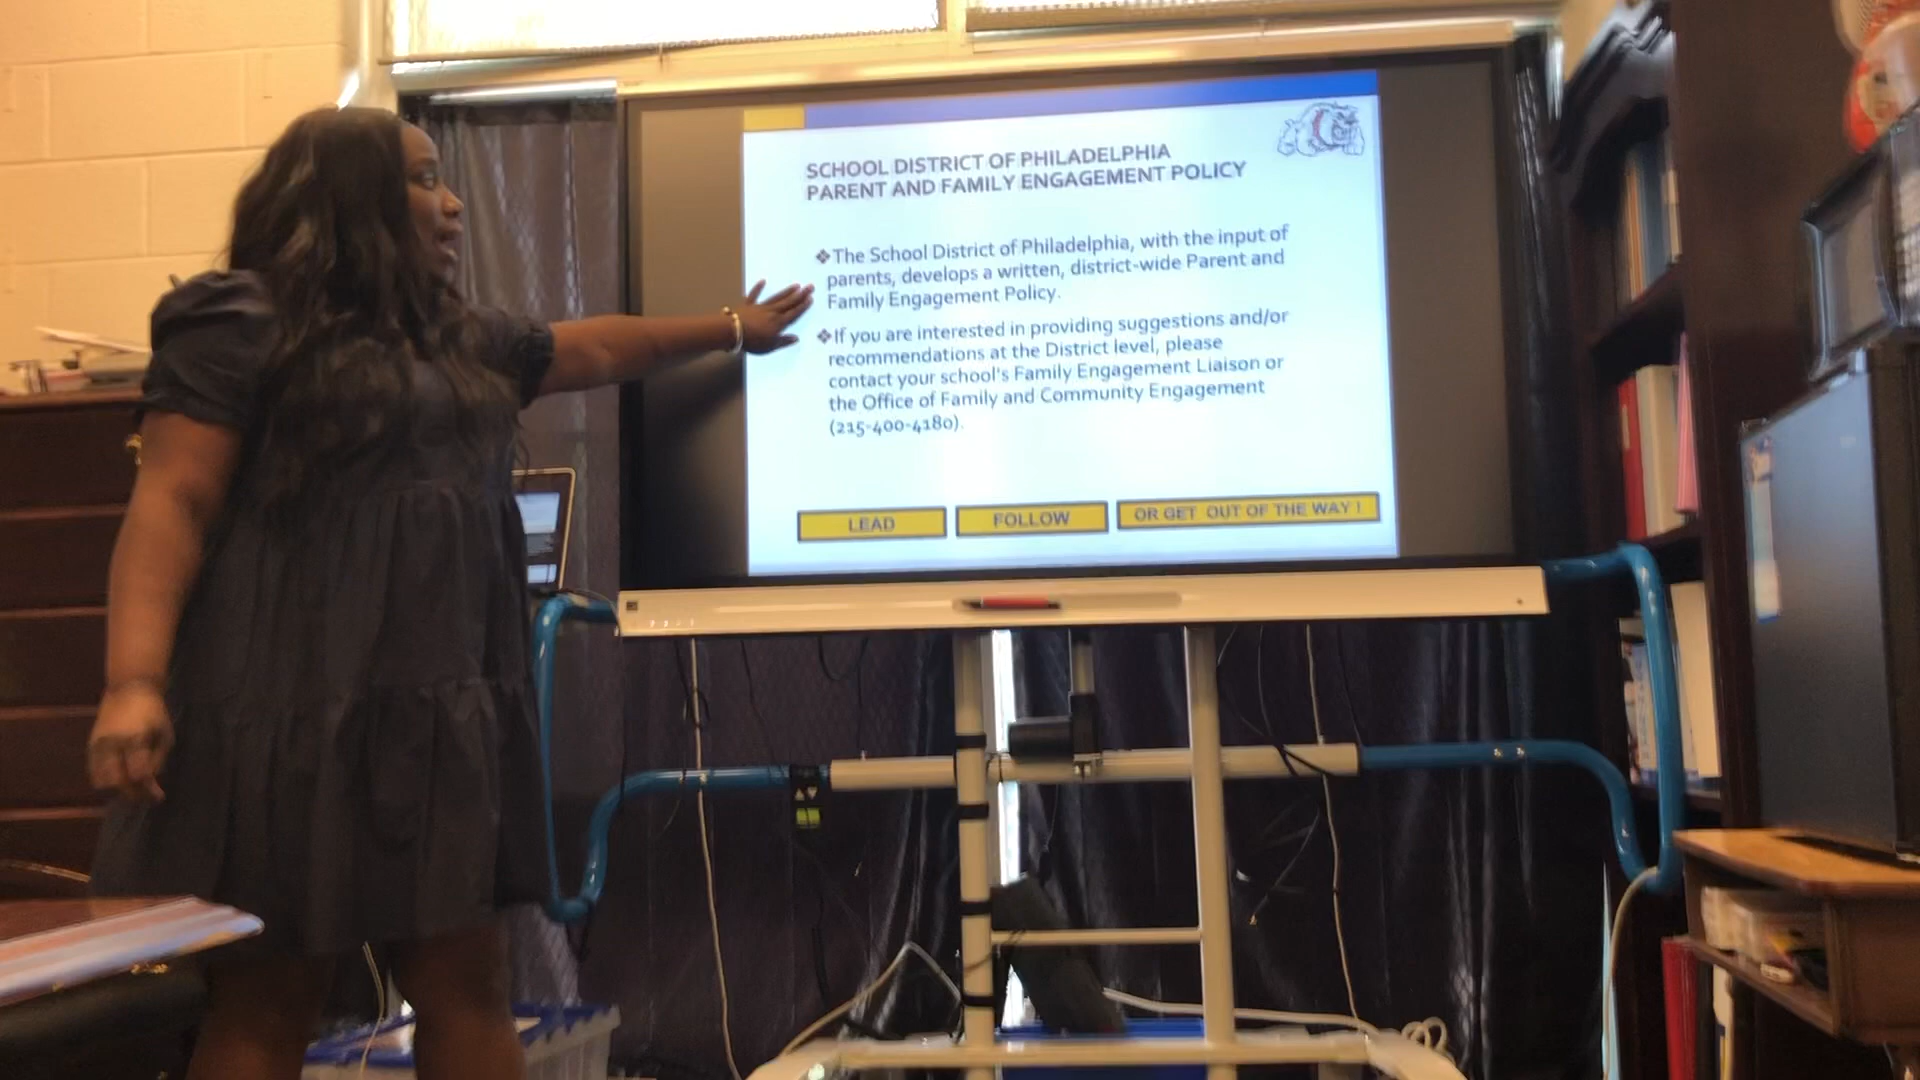 SCHOOL DISTRICT OF PHILADELPHIA
PARENT AND FAMILY ENGAGEMENT POLICY
❖The School District of Philadelphia, with the input of
parents, develops a written, district-wide Parent and
Family Engagement Policy.
❖If you are interested in providing suggestions and/or
recommendations at the District level, please
contact your school's Family Engagement Liaison or
the Office of Family and Community Engagement
(215-400-4180).
LEAD
FOLLOW
OR GET OUT OF THE WAY !